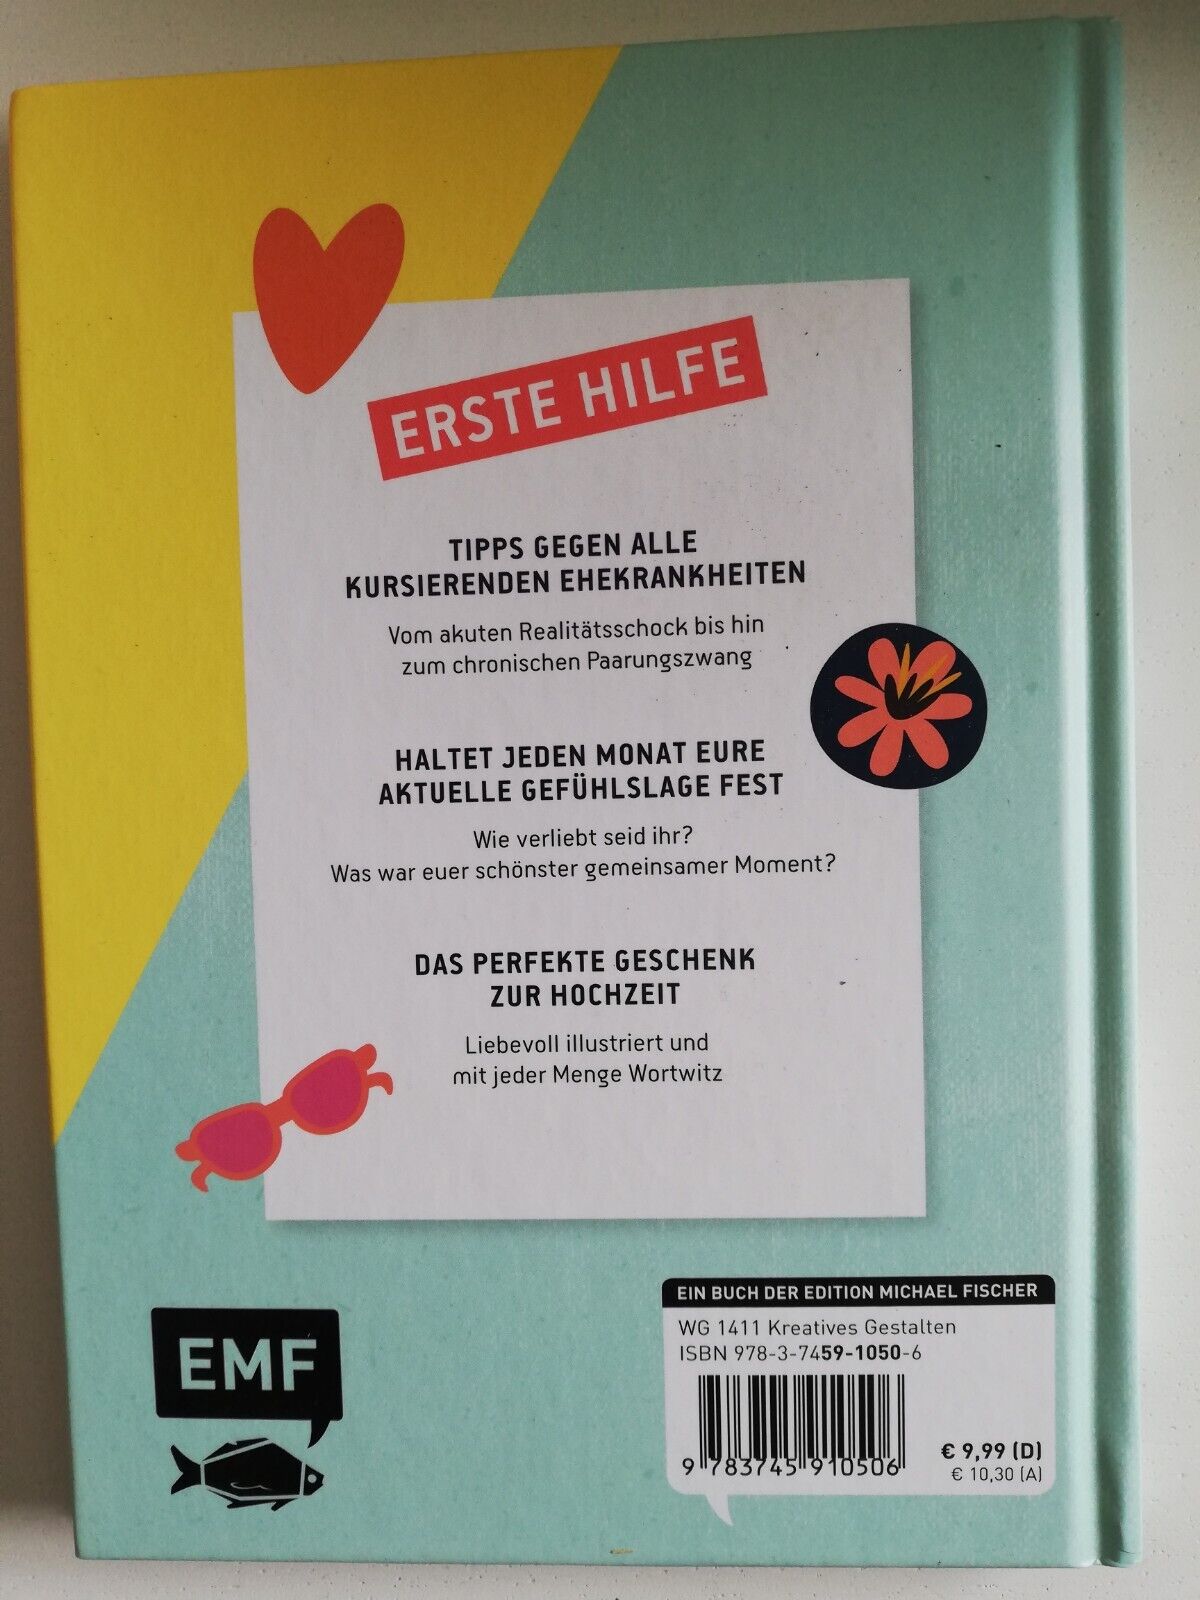 ERSTE HILFE
TIPPS GEGEN ALLE
KURSIERENDEN EHEKRANKHEITEN
Vom akuten Realitätsschock bis hin
zum chronischen Paarungszwang
HALTET JEDEN MONAT EURE
AKTUELLE GEFÜHLSLAGE FEST
Wie verliebt seid ihr?
Was war euer schönster gemeinsamer Moment?
DAS PERFEKTE GESCHENK
ZUR HOCHZEIT
Liebevoll illustriert und
mit jeder Menge Wortwitz
EMF
EIN BUCH DER EDITION MICHAEL FISCHER
WG 1411 Kreatives Gestalten
ISBN 978-3-7459-1050-6
9 783745 910506
€ 9,99 (D)
€ 10,30 (A)